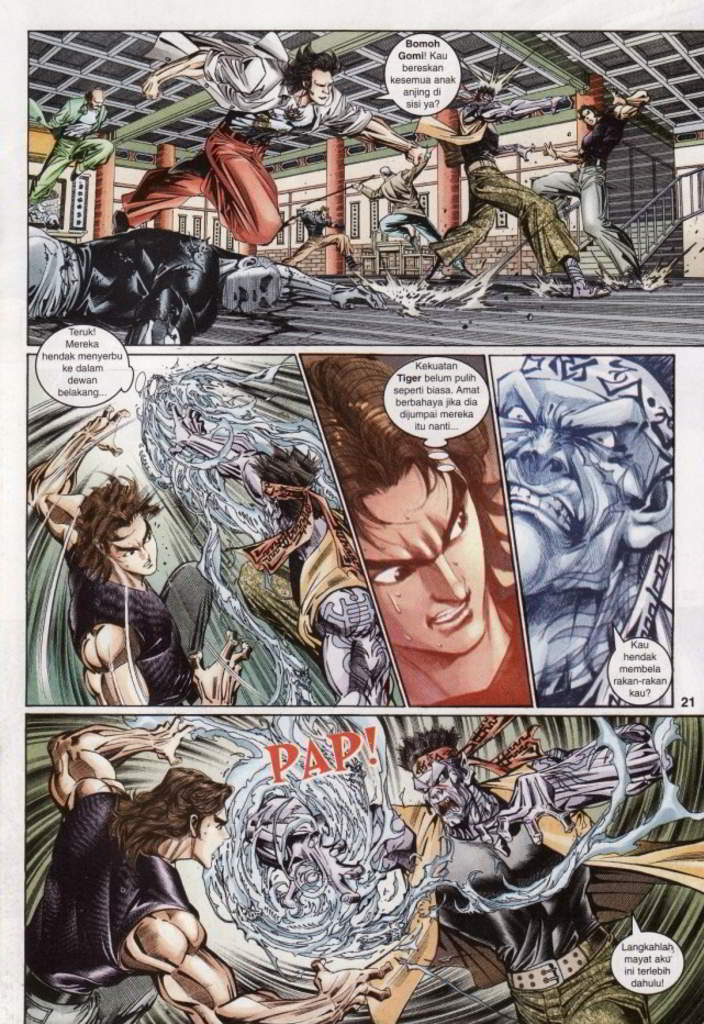 Bomoh
Gomi! Kau
bereskan
kesemua anak
anjing di
sisi ya?
Teruk!
Mereka
hendak menyerbu
ke dalam
dewan
belakang...
Kekuatan
Tiger belum pulih
seperti biasa. Amat
berbahaya jika dia
dijumpai mereka
itu nanti...
Kau
hendak
membela
rakan-rakan
kau?
21
PAP!
Langkahlah
mayat aku
ini terlebih
dahulu!